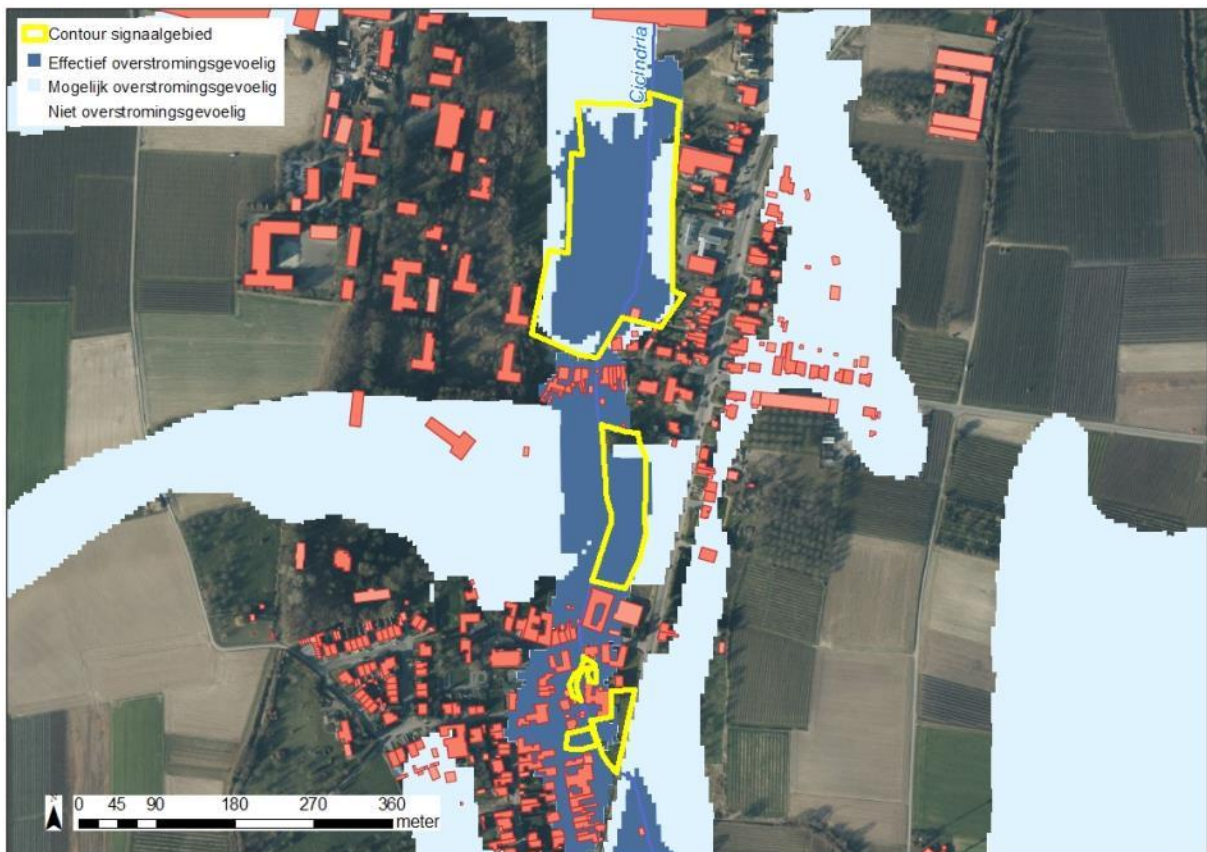 Contour signaalgebied
Effectief overstromingsgevoelig
Mogelijk overstromingsgevoelig
Niet overstromingsgevoelig
Cicindria
0 45 90 180 270 360
meter